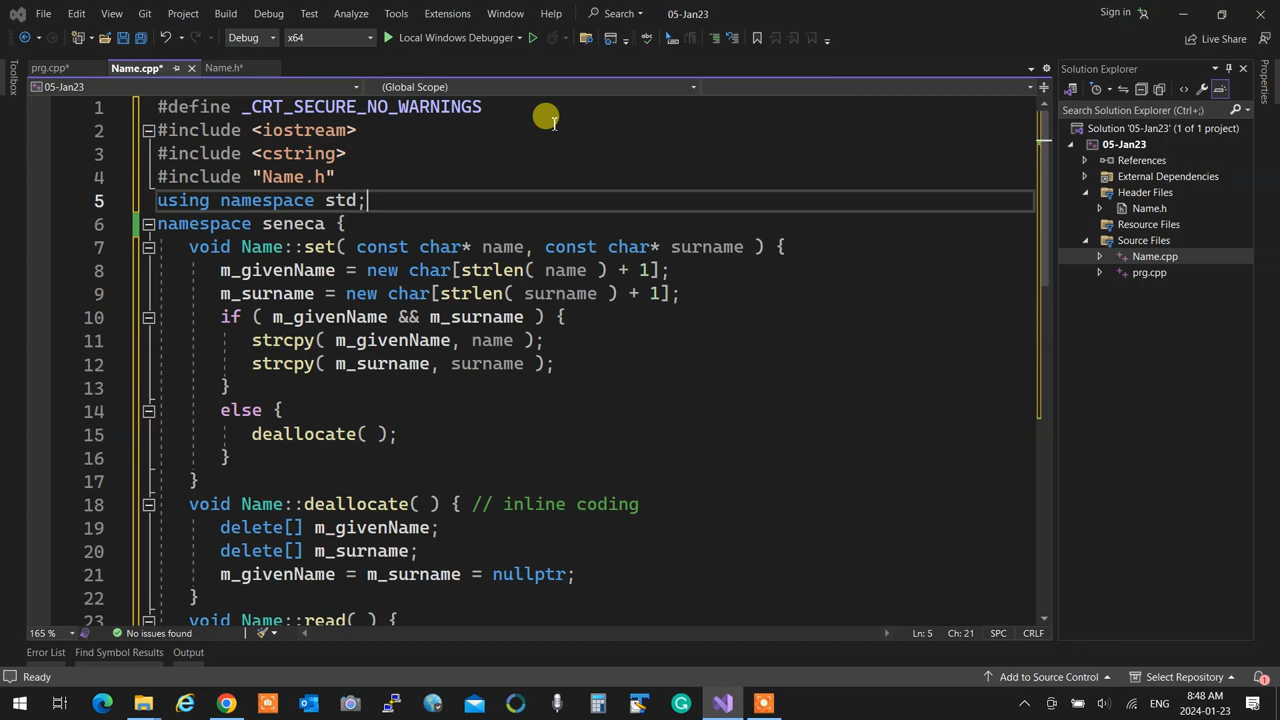 File Edit View Git Project Build Debug Test Analyze Tools Extensions Window Help Search 05-Jan23 Sign in
Debug x64 Local Windows Debugger Live Share
prg.cpp* Name.cpp* Name.h*
Toolbox
05-Jan23 (Global Scope)
1 #define _CRT_SECURE_NO_WARNINGS
2 #include <iostream>
3 #include <cstring>
4 #include "Name.h"
5 using namespace std;
6 namespace seneca {
7 void Name::set( const char* name, const char* surname ) {
8 m_givenName = new char[strlen( name ) + 1];
9 m_surname = new char[strlen( surname ) + 1];
10 if ( m_givenName && m_surname ) {
11 strcpy( m_givenName, name );
12 strcpy( m_surname, surname );
13 }
14 else {
15 deallocate( );
16 }
17 }
18 void Name::deallocate( ) { // inline coding
19 delete[] m_givenName;
20 delete[] m_surname;
21 m_givenName = m_surname = nullptr;
22 }
23 void Name::read( ) {
165 % No issues found Ln: 5 Ch: 21 SPC CRLF
Solution Explorer
Search Solution Explorer (Ctrl+;)
Solution '05-Jan23' (1 of 1 project)
05-Jan23
References
External Dependencies
Header Files
Name.h
Resource Files
Source Files
Name.cpp
prg.cpp
Properties
Error List Find Symbol Results Output
Ready Add to Source Control Select Repository 1
ENG 8:48 AM
2024-01-23